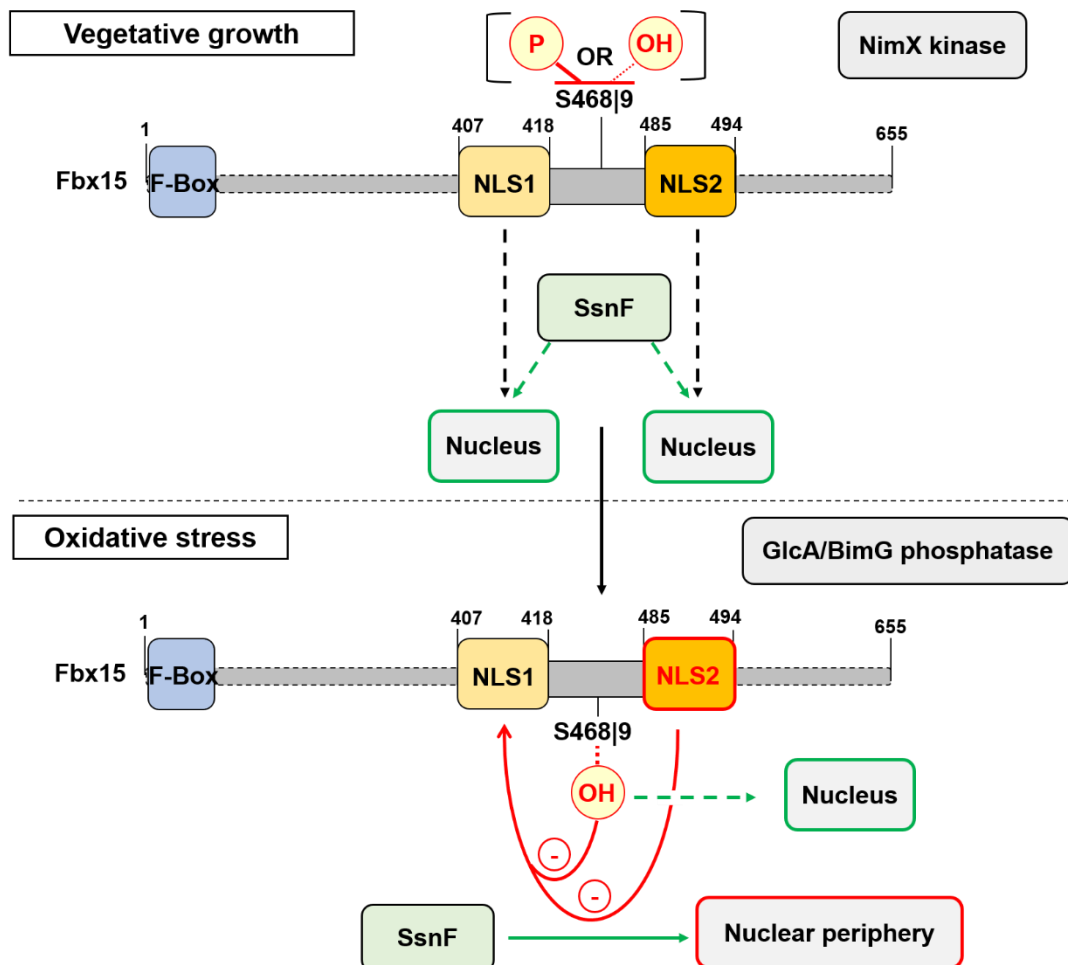 Vegetative growth
P OR OH
NimX kinase
S468|9
1
407
418
485
494
655
Fbx15
F-Box
NLS1
NLS2
SsnF
Nucleus
Nucleus
Oxidative stress
GlcA/BimG phosphatase
1
407
418
485
494
655
Fbx15
F-Box
NLS1
NLS2
S468|9
OH
Nucleus
-
-
SsnF
Nuclear periphery